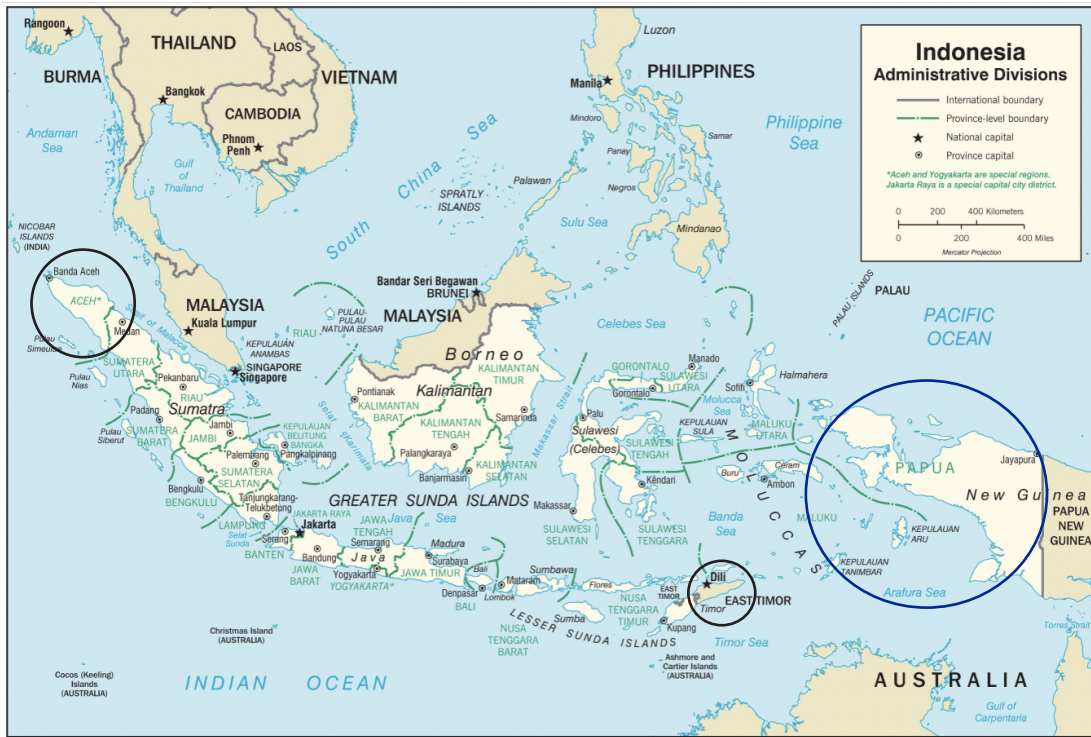 Rangoon
THAILAND
LAOS
BURMA
VIETNAM
Bangkok
CAMBODIA
Phnom
Penh
Andaman
Sea
Gulf
of
Thailand
South China Sea
Luzon
PHILIPPINES
Manila
Mindoro
Samar
Panay
Palawan
Negros
SPRATLY
ISLANDS
Sulu Sea
Mindanao
Philippine
Sea
Indonesia
Administrative Divisions
International boundary
Province-level boundary
National capital
Province capital
*Aceh and Yogyakarta are special regions.
Jakarta Raya is a special capital city district.
0 200 400 Kilometers
0 200 400 Miles
Mercator Projection
NICOBAR
ISLANDS
(INDIA)
Banda Aceh
ACEH*
Strait of Malacca
Medan
Pulau
Simeulue
MALAYSIA
Kuala Lumpur
PULAU-
PULAU
NATUNA BESAR
RIAU
KEPULAUAN
ANAMBAS
SINGAPORE
Singapore
Bandar Seri Begawan
BRUNEI
MALAYSIA
Celebes Sea
PALAU ISLANDS
PALAU
PACIFIC
OCEAN
SUMATERA
UTARA
Pulau
Nias
Pekanbaru
RIAU
Sumatra
Padang
Pulau
Siberut
SUMATERA
BARAT
Jambi
JAMBI
KEPULAUAN
BELITUNG
BANGKA
Pangkalpinang
Palembang
SUMATERA
SELATAN
Bengkulu
BENGKULU
Tanjungkarang-
Telukbetung
LAMPUNG
Selat
Sunda
Selat Karimata
Borneo
Kalimantan
KALIMANTAN
TIMUR
Pontianak
KALIMANTAN
BARAT
Samarinda
KALIMANTAN
TENGAH
Palangkaraya
Banjarmasin
KALIMANTAN
SELATAN
Makassar Strait
GORONTALO
Gorontalo
SULAWESI
UTARA
Manado
Molucca
Sea
Sofifi
Halmahera
MALUKU
UTARA
Palu
Sulawesi
(Celebes)
SULAWESI
TENGAH
KEPULAUAN
SULA
MOLUCCAS
Kendari
Makassar
SULAWESI
SELATAN
SULAWESI
TENGGARA
Buru
Ceram
Ambon
MALUKU
Banda
Sea
PAPUA
Jayapura
New Guinea
PAPUA
NEW
GUINEA
KEPULAUAN
ARU
KEPULAUAN
TANIMBAR
Arafura Sea
GREATER SUNDA ISLANDS
JAKARTA RAYA
Jakarta
Serang
BANTEN
Bandung
JAWA
BARAT
JAWA
TENGAH
Semarang
Java
Yogyakarta
YOGYAKARTA*
Java Sea
Madura
Surabaya
JAWA TIMUR
Bali
Denpasar
BALI
Mataram
Lombok
Sumbawa
NUSA
TENGGARA
BARAT
Sumba
Flores
NUSA
TENGGARA
TIMUR
LESSER SUNDA ISLANDS
EAST
TIMOR
Dili
EAST TIMOR
Timor
Kupang
Timor Sea
Christmas Island
(AUSTRALIA)
Cocos (Keeling)
Islands
(AUSTRALIA)
INDIAN OCEAN
Ashmore and
Cartier Islands
(AUSTRALIA)
AUSTRALIA
Torres Strait
Gulf of
Carpentaria